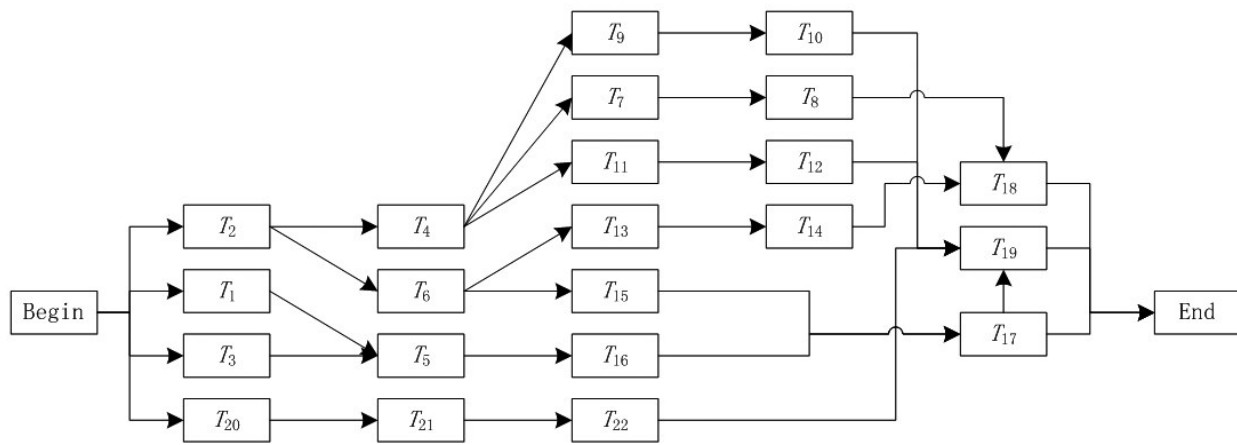 T9 T10
T7 T8
T11 T12
T18
T2 T4 T13 T14
T19
T1 T6 T15
Begin End
T17
T3 T5 T16
T20 T21 T22